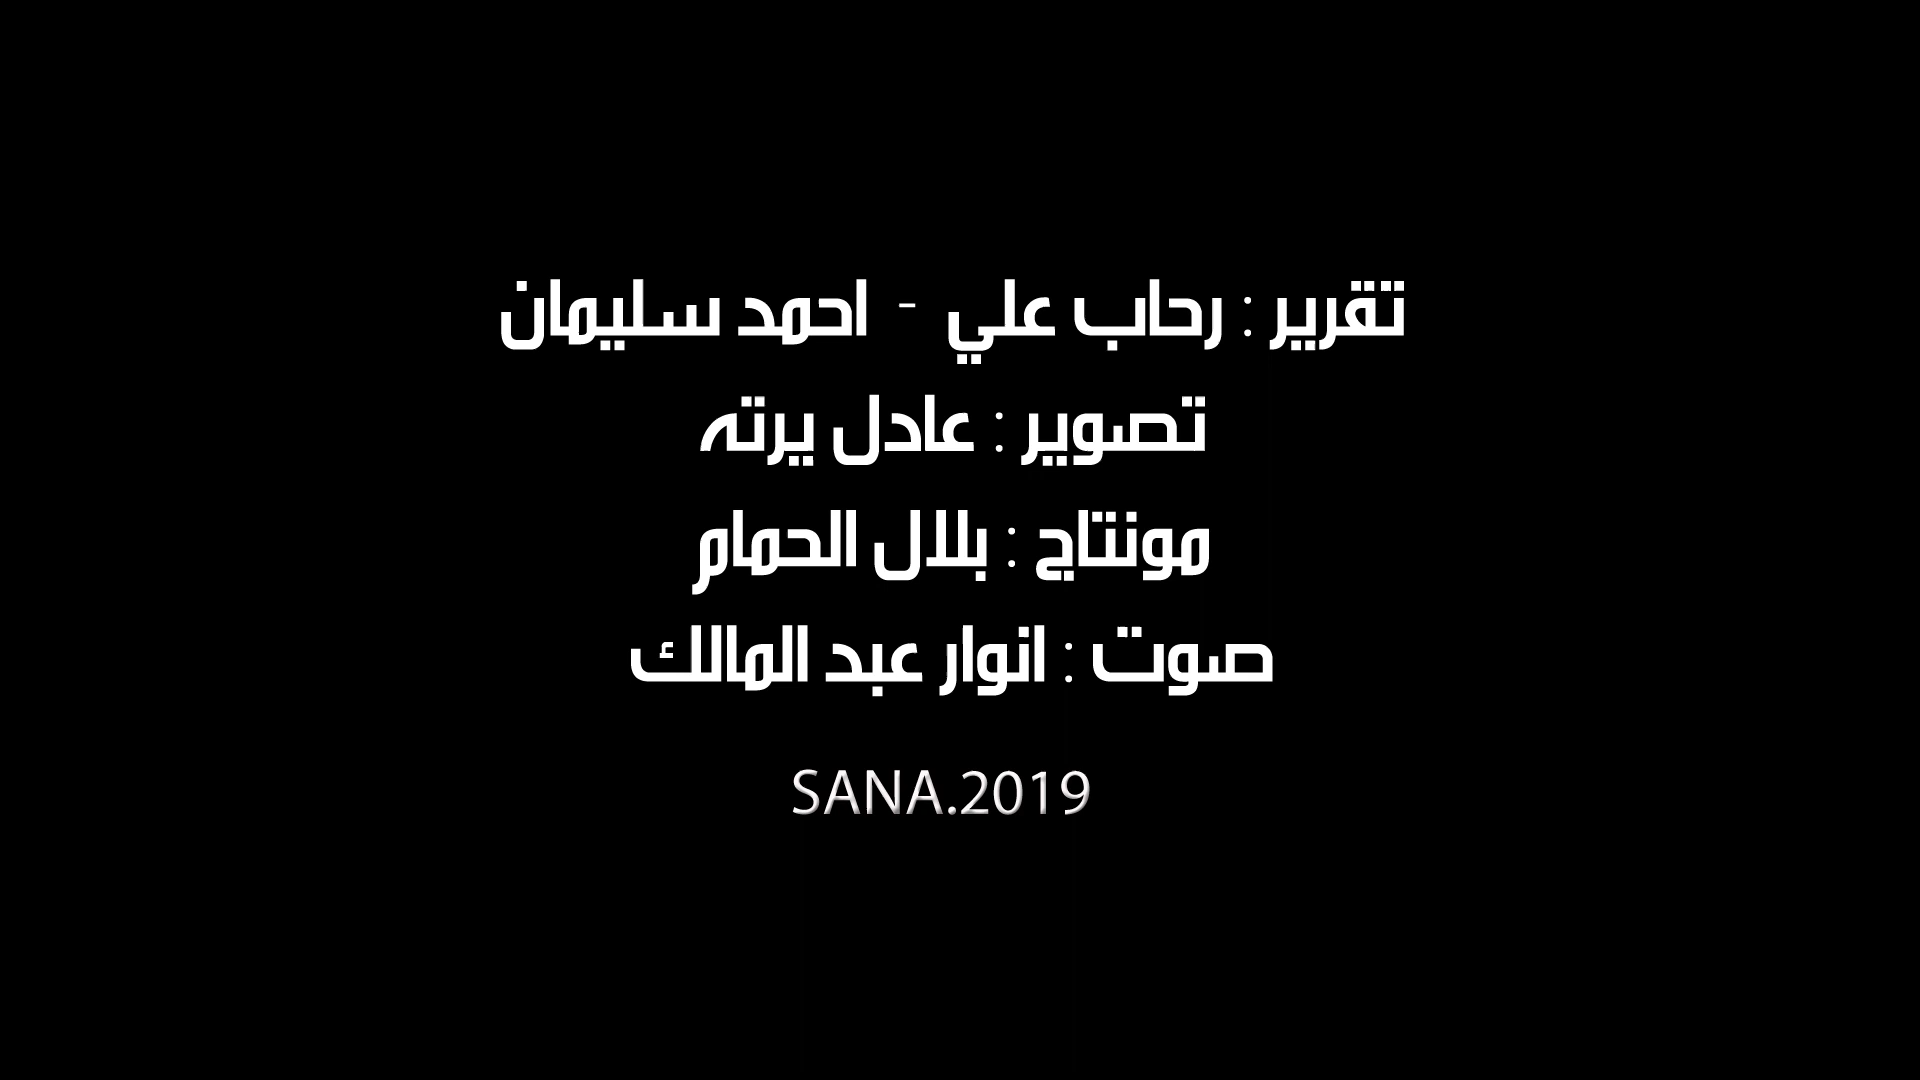 تقرير : رحاب علي - احمد سليمان
تصوير : عادل يرته
مونتاج : بلال الحمام
صوت : انوار عبد المالك
SANA.2019